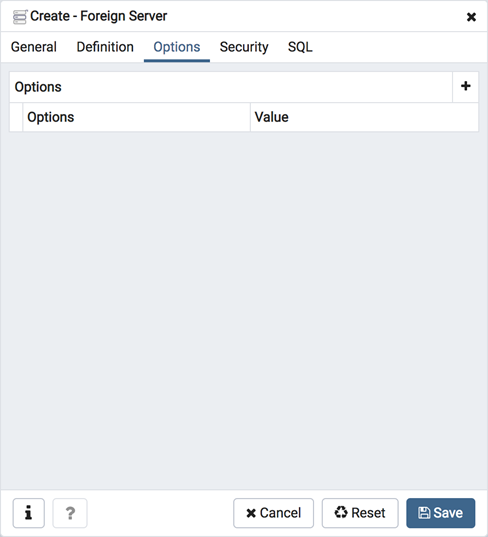 Create - Foreign Server
General Definition Options Security SQL
Options
Options Value
i ? Cancel Reset Save